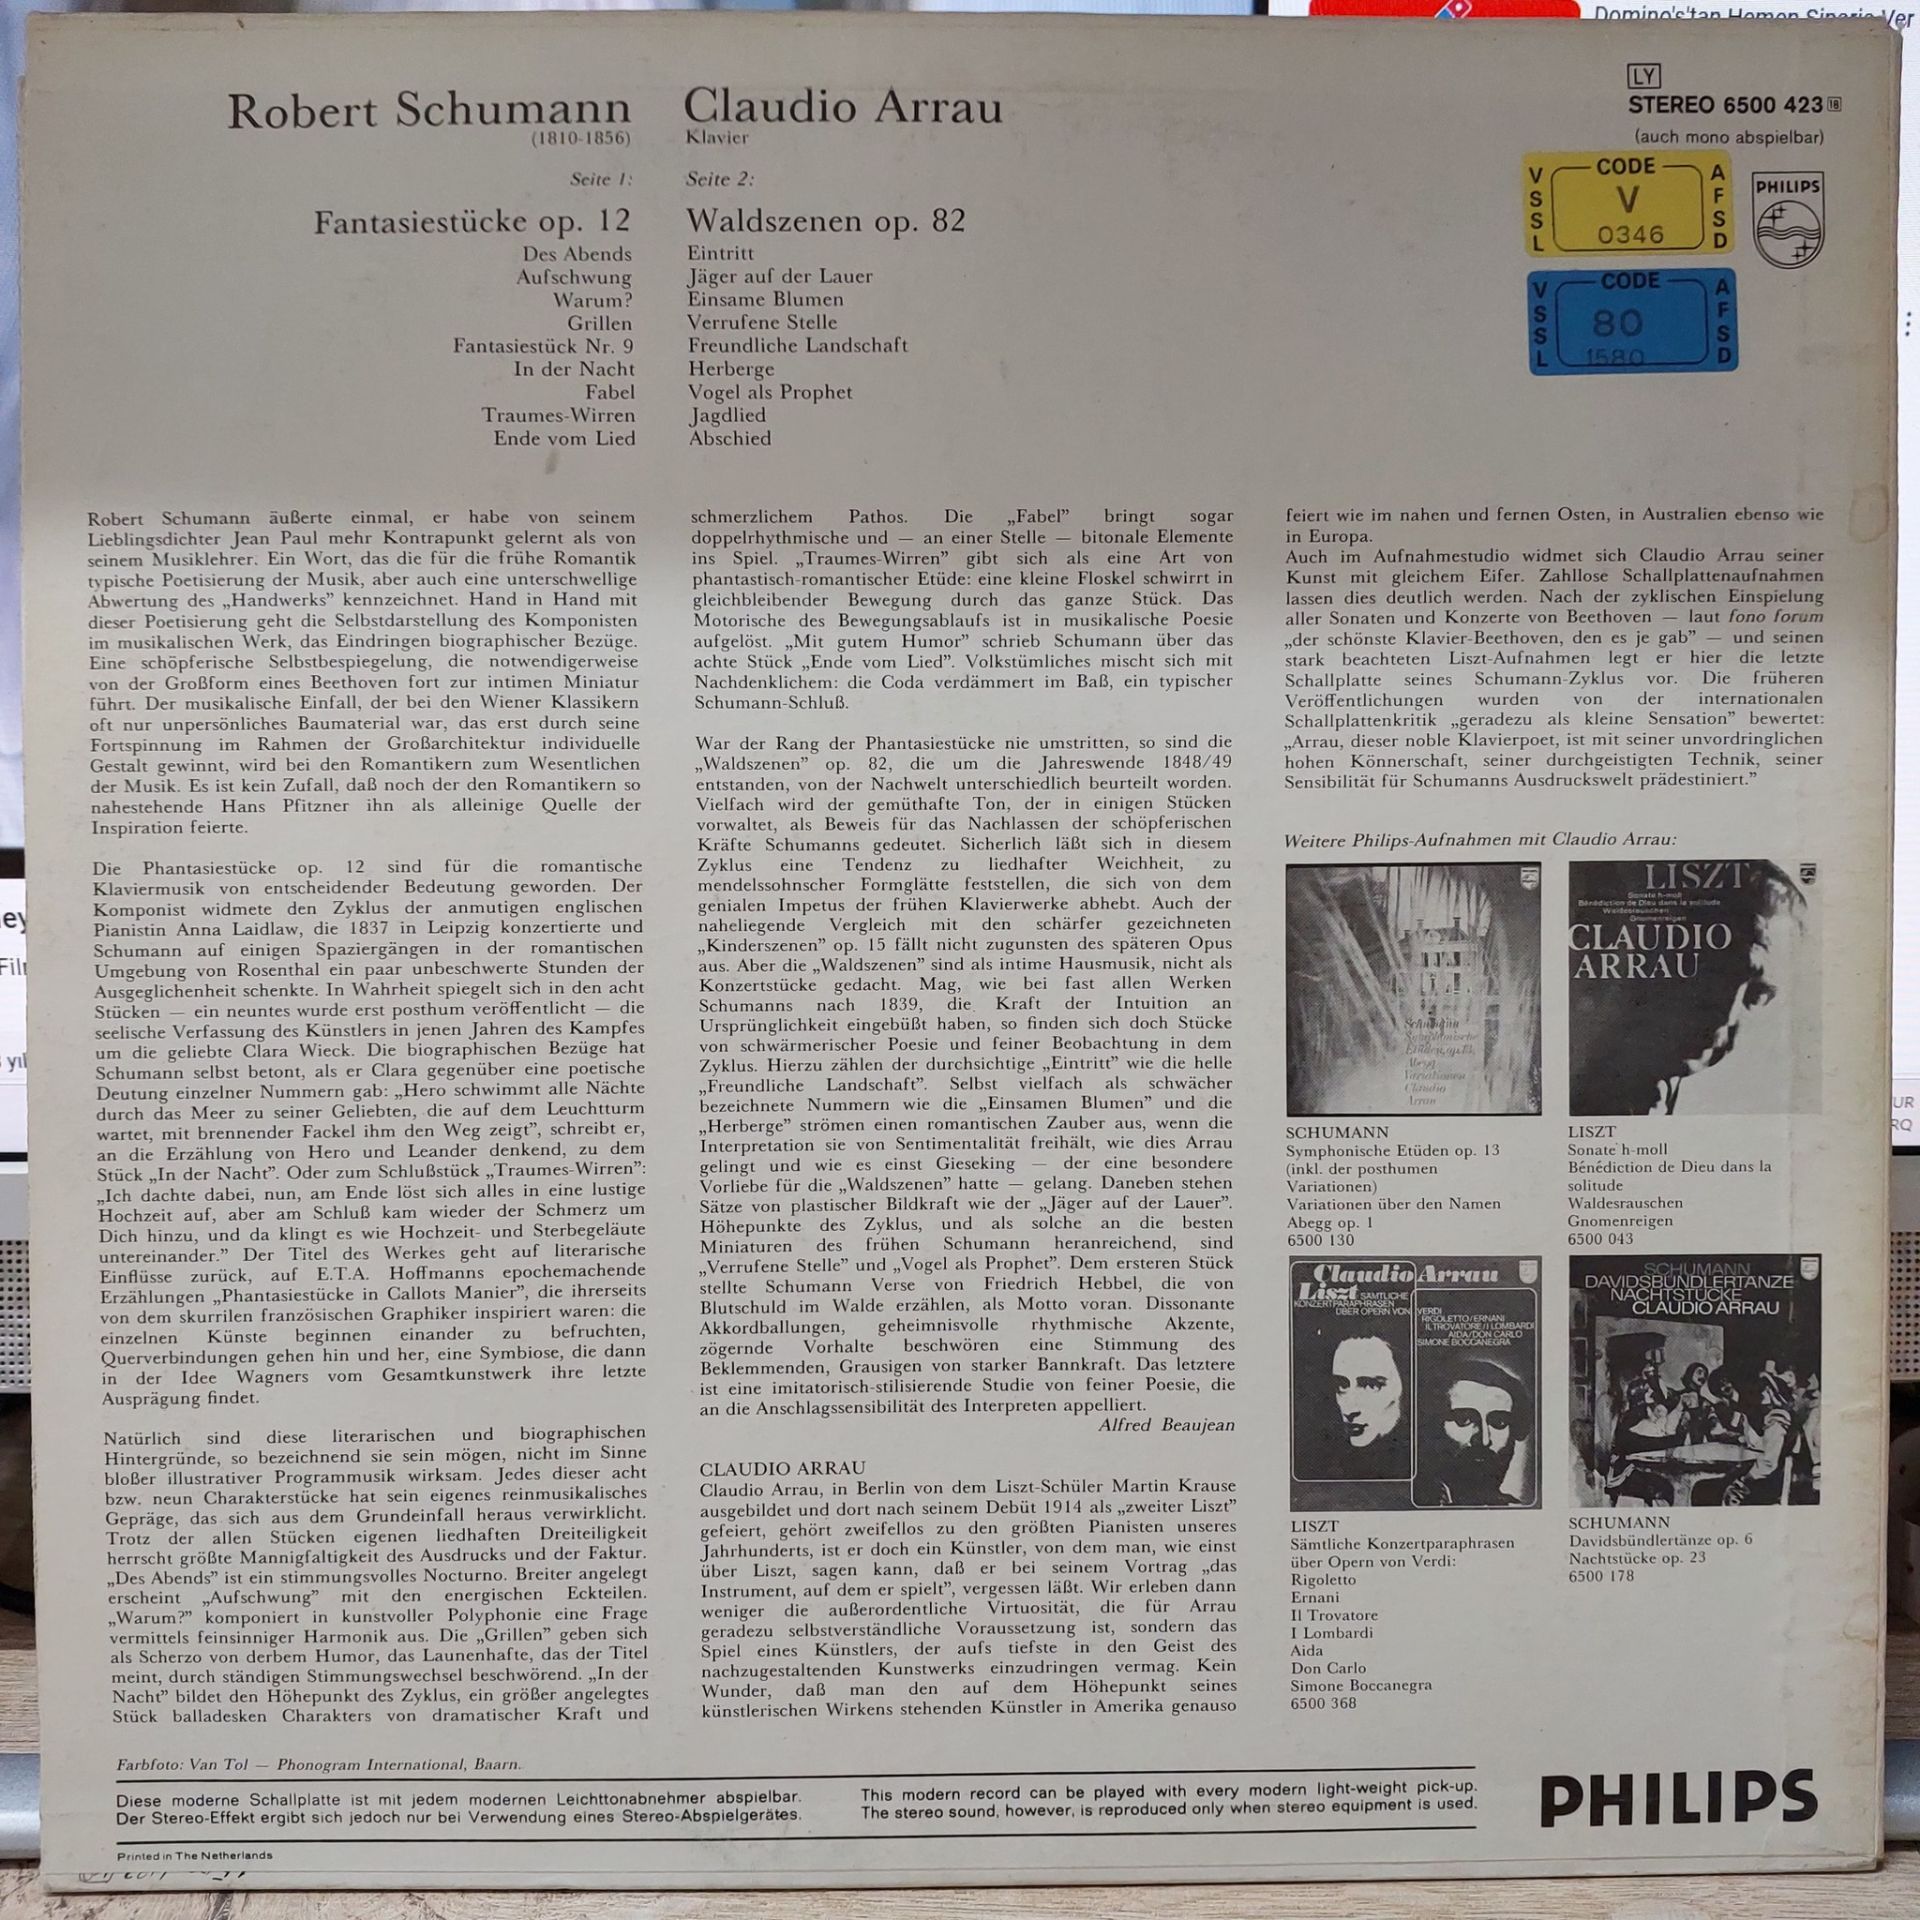 Domino'stan Hemen Sipariş Ver
Robert Schumann
(1810-1856)
Claudio Arrau
Klavier
LY
STEREO 6500 423 18
(auch mono abspielbar)
VSSL CODE AFSD
V
0346
PHILIPS
VSSL CODE AFSD
80
1580
Seite 1:
Fantasiestücke op. 12
Des Abends
Aufschwung
Warum?
Grillen
Fantasiestück Nr. 9
In der Nacht
Fabel
Traumes-Wirren
Ende vom Lied
Seite 2:
Waldszenen op. 82
Eintritt
Jäger auf der Lauer
Einsame Blumen
Verrufene Stelle
Freundliche Landschaft
Herberge
Vogel als Prophet
Jagdlied
Abschied
Robert Schumann äußerte einmal, er habe von seinem
Lieblingsdichter Jean Paul mehr Kontrapunkt gelernt als von
seinem Musiklehrer. Ein Wort, das die für die frühe Romantik
typische Poetisierung der Musik, aber auch eine unterschwellige
Abwertung des „Handwerks” kennzeichnet. Hand in Hand mit
dieser Poetisierung geht die Selbstdarstellung des Komponisten
im musikalischen Werk, das Eindringen biographischer Bezüge.
Eine schöpferische Selbstbespiegelung, die notwendigerweise
von der Großform eines Beethoven fort zur intimen Miniatur
führt. Der musikalische Einfall, der bei den Wiener Klassikern
oft nur unpersönliches Baumaterial war, das erst durch seine
Fortspinnung im Rahmen der Großarchitektur individuelle
Gestalt gewinnt, wird bei den Romantikern zum Wesentlichen
der Musik. Es ist kein Zufall, daß noch der den Romantikern so
nahestehende Hans Pfitzner ihn als alleinige Quelle der
Inspiration feierte.
Die Phantasiestücke op. 12 sind für die romantische
Klaviermusik von entscheidender Bedeutung geworden. Der
Komponist widmete den Zyklus der anmutigen englischen
Pianistin Anna Laidlaw, die 1837 in Leipzig konzertierte und
Schumann auf einigen Spaziergängen in der romantischen
Umgebung von Rosenthal ein paar unbeschwerte Stunden der
Ausgeglichenheit schenkte. In Wahrheit spiegelt sich in den acht
Stücken — ein neuntes wurde erst posthum veröffentlicht — die
seelische Verfassung des Künstlers in jenen Jahren des Kampfes
um die geliebte Clara Wieck. Die biographischen Bezüge hat
Schumann selbst betont, als er Clara gegenüber eine poetische
Deutung einzelner Nummern gab: „Hero schwimmt alle Nächte
durch das Meer zu seiner Geliebten, die auf dem Leuchtturm
wartet, mit brennender Fackel ihm den Weg zeigt”, schreibt er,
an die Erzählung von Hero und Leander denkend, zu dem
Stück „In der Nacht”. Oder zum Schlußstück „Traumes-Wirren”:
„Ich dachte dabei, nun, am Ende löst sich alles in eine lustige
Hochzeit auf, aber am Schluß kam wieder der Schmerz um
Dich hinzu, und da klingt es wie Hochzeit- und Sterbegeläute
untereinander.” Der Titel des Werkes geht auf literarische
Einflüsse zurück, auf E.T.A. Hoffmanns epochemachende
Erzählungen „Phantasiestücke in Callots Manier”, die ihrerseits
von dem skurrilen französischen Graphiker inspiriert waren: die
einzelnen Künste beginnen einander zu befruchten,
Querverbindungen gehen hin und her, eine Symbiose, die dann
in der Idee Wagners vom Gesamtkunstwerk ihre letzte
Ausprägung findet.
Natürlich sind diese literarischen und biographischen
Hintergründe, so bezeichnend sie sein mögen, nicht im Sinne
bloßer illustrativer Programmusik wirksam. Jedes dieser acht
bzw. neun Charakterstücke hat sein eigenes reinmusikalisches
Gepräge, das sich aus dem Grundeinfall heraus verwirklicht.
Trotz der allen Stücken eigenen liedhaften Dreiteiligkeit
herrscht größte Mannigfaltigkeit des Ausdrucks und der Faktur.
„Des Abends” ist ein stimmungsvolles Nocturno. Breiter angelegt
erscheint „Aufschwung” mit den energischen Eckteilen.
„Warum?” komponiert in kunstvoller Polyphonie eine Frage
vermittels feinsinniger Harmonik aus. Die „Grillen” geben sich
als Scherzo von derbem Humor, das Launenhafte, das der Titel
meint, durch ständigen Stimmungswechsel beschwörend. „In der
Nacht” bildet den Höhepunkt des Zyklus, ein größer angelegtes
Stück balladesken Charakters von dramatischer Kraft und
schmerzlichem Pathos. Die „Fabel” bringt sogar
doppelrhythmische und — an einer Stelle — bitonale Elemente
ins Spiel. „Traumes-Wirren” gibt sich als eine Art von
phantastisch-romantischer Etüde: eine kleine Floskel schwirrt in
gleichbleibender Bewegung durch das ganze Stück. Das
Motorische des Bewegungsablaufs ist in musikalische Poesie
aufgelöst. „Mit gutem Humor” schrieb Schumann über das
achte Stück „Ende vom Lied”. Volkstümliches mischt sich mit
Nachdenklichem: die Coda verdämmert im Baß, ein typischer
Schumann-Schluß.
War der Rang der Phantasiestücke nie umstritten, so sind die
„Waldszenen” op. 82, die um die Jahreswende 1848/49
entstanden, von der Nachwelt unterschiedlich beurteilt worden.
Vielfach wird der gemüthafte Ton, der in einigen Stücken
vorwaltet, als Beweis für das Nachlassen der schöpferischen
Kräfte Schumanns gedeutet. Sicherlich läßt sich in diesem
Zyklus eine Tendenz zu liedhafter Weichheit, zu
mendelssohnscher Formglätte feststellen, die sich von dem
genialen Impetus der frühen Klavierwerke abhebt. Auch der
naheliegende Vergleich mit den schärfer gezeichneten
„Kinderszenen” op. 15 fällt nicht zugunsten des späteren Opus
aus. Aber die „Waldszenen” sind als intime Hausmusik, nicht als
Konzertstücke gedacht. Mag, wie bei fast allen Werken
Schumanns nach 1839, die Kraft der Intuition an
Ursprünglichkeit eingebüßt haben, so finden sich doch Stücke
von schwärmerischer Poesie und feiner Beobachtung in dem
Zyklus. Hierzu zählen der durchsichtige „Eintritt” wie die helle
„Freundliche Landschaft”. Selbst vielfach als schwächer
bezeichnete Nummern wie die „Einsamen Blumen” und die
„Herberge” strömen einen romantischen Zauber aus, wenn die
Interpretation sie von Sentimentalität freihält, wie dies Arrau
gelingt und wie es einst Gieseking — der eine besondere
Vorliebe für die „Waldszenen” hatte — gelang. Daneben stehen
Sätze von plastischer Bildkraft wie der „Jäger auf der Lauer”.
Höhepunkte des Zyklus, und als solche an die besten
Miniaturen des frühen Schumann heranreichend, sind
„Verrufene Stelle” und „Vogel als Prophet”. Dem ersteren Stück
stellte Schumann Verse von Friedrich Hebbel, die von
Blutschuld im Walde erzählen, als Motto voran. Dissonante
Akkordballungen, geheimnisvolle rhythmische Akzente,
zögernde Vorhalte beschwören eine Stimmung des
Beklemmenden, Grausigen von starker Bannkraft. Das letztere
ist eine imitatorisch-stilisierende Studie von feiner Poesie, die
an die Anschlagssensibilität des Interpreten appelliert.
Alfred Beaujean
CLAUDIO ARRAU
Claudio Arrau, in Berlin von dem Liszt-Schüler Martin Krause
ausgebildet und dort nach seinem Debüt 1914 als „zweiter Liszt”
gefeiert, gehört zweifellos zu den größten Pianisten unseres
Jahrhunderts, ist er doch ein Künstler, von dem man, wie einst
über Liszt, sagen kann, daß er bei seinem Vortrag „das
Instrument, auf dem er spielt”, vergessen läßt. Wir erleben dann
weniger die außerordentliche Virtuosität, die für Arrau
geradezu selbstverständliche Voraussetzung ist, sondern das
Spiel eines Künstlers, der aufs tiefste in den Geist des
nachzugestaltenden Kunstwerks einzudringen vermag. Kein
Wunder, daß man den auf dem Höhepunkt seines
künstlerischen Wirkens stehenden Künstler in Amerika genauso
feiert wie im nahen und fernen Osten, in Australien ebenso wie
in Europa.
Auch im Aufnahmestudio widmet sich Claudio Arrau seiner
Kunst mit gleichem Eifer. Zahllose Schallplattenaufnahmen
lassen dies deutlich werden. Nach der zyklischen Einspielung
aller Sonaten und Konzerte von Beethoven — laut fono forum
„der schönste Klavier-Beethoven, den es je gab” — und seinen
stark beachteten Liszt-Aufnahmen legt er hier die letzte
Schallplatte seines Schumann-Zyklus vor. Die früheren
Veröffentlichungen wurden von der internationalen
Schallplattenkritik „geradezu als kleine Sensation” bewertet:
„Arrau, dieser noble Klavierpoet, ist mit seiner unvordringlichen
hohen Könnerschaft, seiner durchgeistigten Technik, seiner
Sensibilität für Schumanns Ausdruckswelt prädestiniert.”
Weitere Philips-Aufnahmen mit Claudio Arrau:
Schumann
Symphonische
Etüden, op. 13
Abegg
Variationen
Claudio
Arrau
LISZT
Sonate h-moll
Bénédiction de Dieu dans la solitude
Waldesrauschen
Gnomenreigen
CLAUDIO
ARRAU
SCHUMANN
Symphonische Etüden op. 13
(inkl. der posthumen
Variationen)
Variationen über den Namen
Abegg op. 1
6500 130
LISZT
Sonate h-moll
Bénédiction de Dieu dans la
solitude
Waldesrauschen
Gnomenreigen
6500 043
Claudio Arrau
Liszt SÄMTLICHE
KONZERTPARAPHRASEN
ÜBER OPERN VON VERDI
RIGOLETTO/ERNANI
IL TROVATORE/I LOMBARDI
AIDA/DON CARLO
SIMONE BOCCANEGRA
SCHUMANN
DAVIDSBÜNDLERTÄNZE
NACHTSTÜCKE
CLAUDIO ARRAU
LISZT
Sämtliche Konzertparaphrasen
über Opern von Verdi:
Rigoletto
Ernani
Il Trovatore
I Lombardi
Aida
Don Carlo
Simone Boccanegra
6500 368
SCHUMANN
Davidsbündlertänze op. 6
Nachtstücke op. 23
6500 178
Farbfoto: Van Tol — Phonogram International, Baarn.
Diese moderne Schallplatte ist mit jedem modernen Leichttonabnehmer abspielbar.
Der Stereo-Effekt ergibt sich jedoch nur bei Verwendung eines Stereo-Abspielgerätes.
This modern record can be played with every modern light-weight pick-up.
The stereo sound, however, is reproduced only when stereo equipment is used.
PHILIPS
Printed in The Netherlands